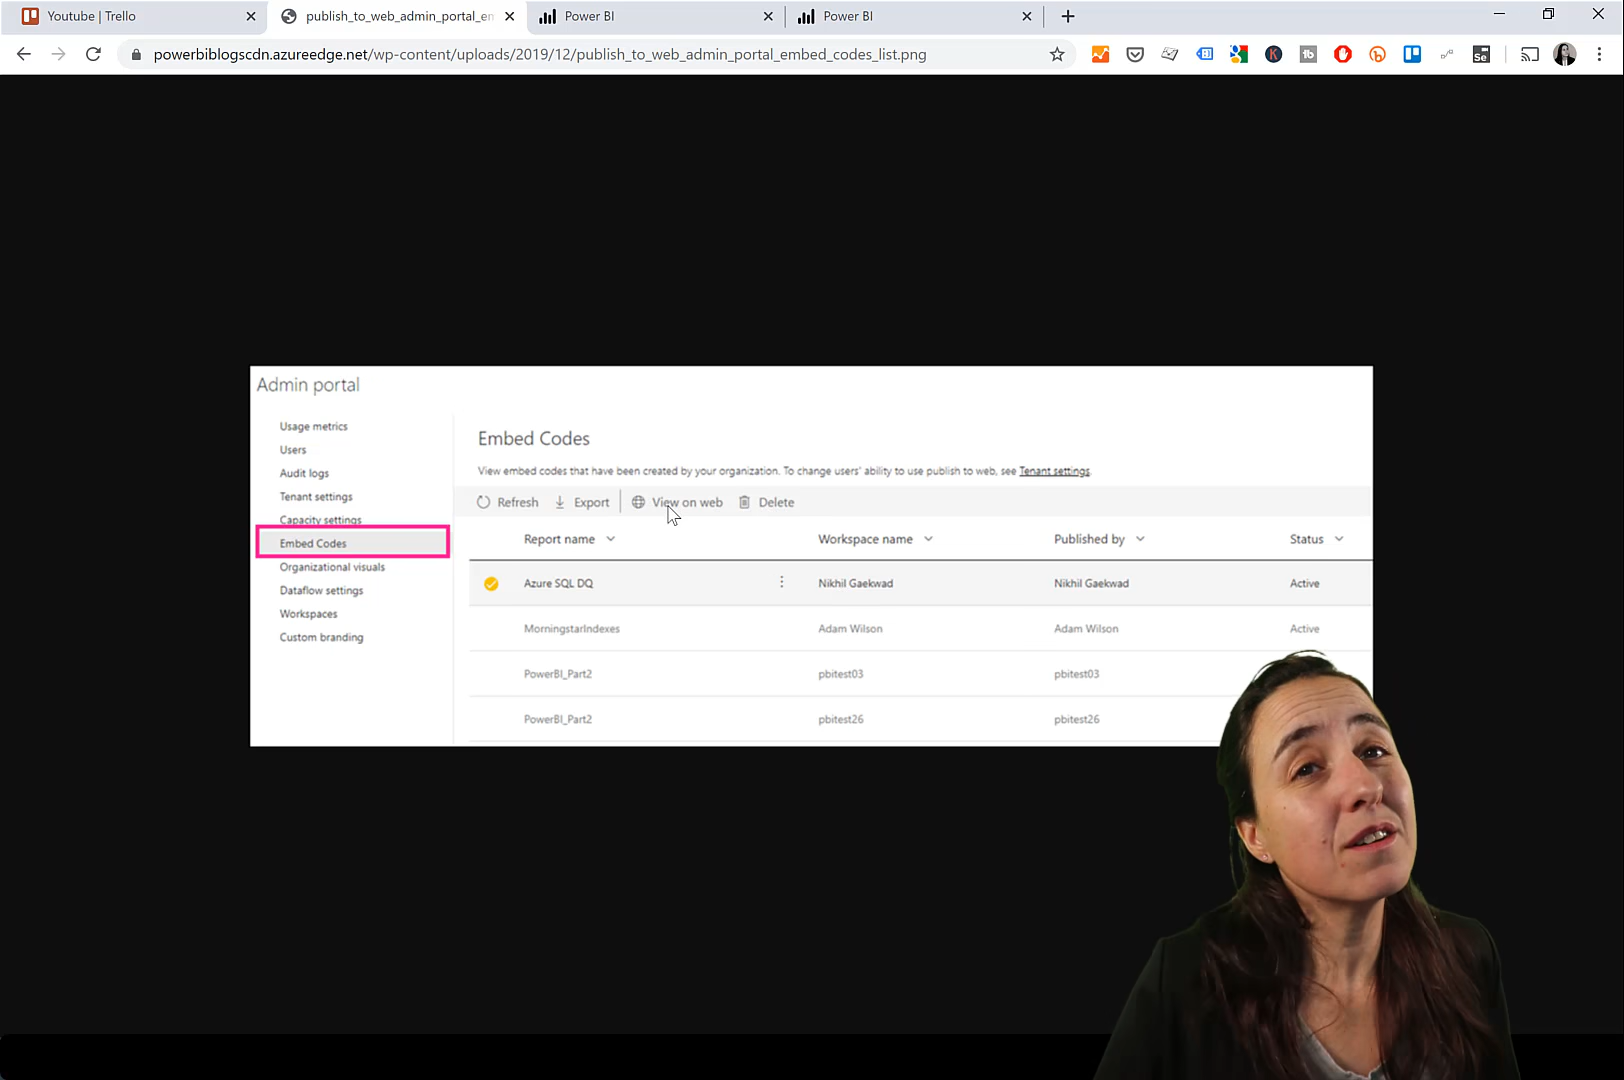 Youtube | Trello
publish_to_web_admin_portal_em
Power BI
Power BI
powerbiblogscdn.azureedge.net/wp-content/uploads/2019/12/publish_to_web_admin_portal_embed_codes_list.png
Admin portal
Usage metrics
Users
Audit logs
Tenant settings
Capacity settings
Embed Codes
Organizational visuals
Dataflow settings
Workspaces
Custom branding
Embed Codes
View embed codes that have been created by your organization. To change users' ability to use publish to web, see Tenant settings.
Refresh Export View on web Delete
Report name Workspace name Published by Status
Azure SQL DQ Nikhil Gaekwad Nikhil Gaekwad Active
MorningstarIndexes Adam Wilson Adam Wilson Active
PowerBI_Part2 pbitest03 pbitest03
PowerBI_Part2 pbitest26 pbitest26